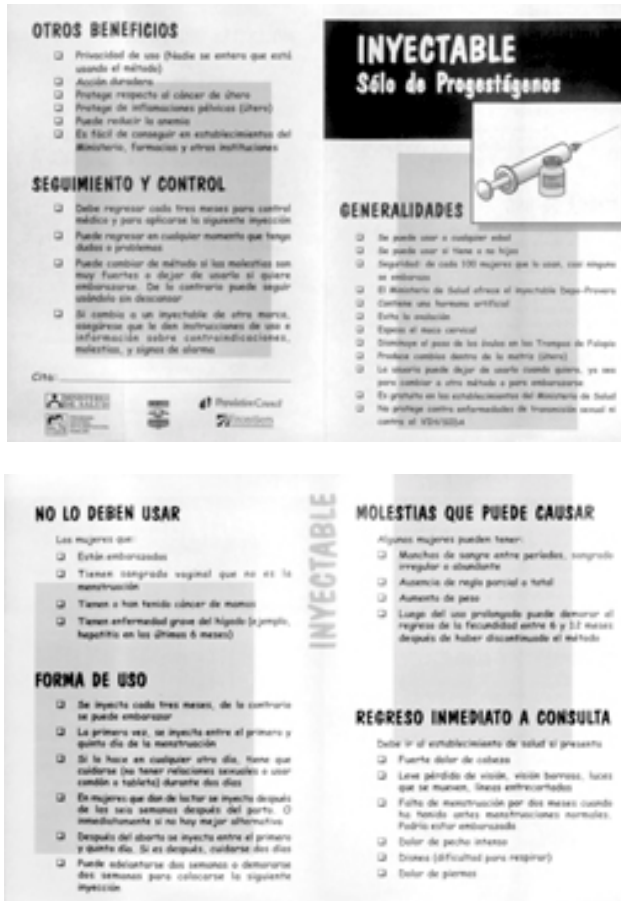 OTROS BENEFICIOS
❑ Privacidad de uso (Nadie se entera que está
usando el método)
❑ Acción duradera
❑ Protege respecto al cáncer de útero
❑ Protege de inflamaciones pélvicas (útero)
❑ Puede reducir la anemia
❑ Es fácil de conseguir en establecimientos del
Ministerio, farmacias y otras instituciones
SEGUIMIENTO Y CONTROL
❑ Debe regresar cada tres meses para control
médico y para aplicarse la siguiente inyección
❑ Puede regresar en cualquier momento que tenga
dudas o problemas
❑ Puede cambiar de método si las molestias son
muy fuertes o dejar de usarlo si quiere
embarazarse. De lo contrario puede seguir
usándolo sin descansar
❑ Si cambia a un inyectable de otra marca,
asegúrese que le den instrucciones de uso e
información sobre contraindicaciones,
molestias, y signos de alarma
Cita:
MINISTERIO
DE SALUD
Population Council
Frontiers
INYECTABLE
Sólo de Progestágenos
GENERALIDADES
❑ Se puede usar a cualquier edad
❑ Se puede usar si tiene o no hijos
❑ Seguridad: de cada 100 mujeres que lo usan, casi ninguna
se embaraza
❑ El Ministerio de Salud ofrece el inyectable Depo-Provera
❑ Contiene una hormona artificial
❑ Evita la ovulación
❑ Espesa el moco cervical
❑ Disminuye el paso de los óvulos en las Trompas de Falopio
❑ Produce cambios dentro de la matriz (útero)
❑ La usuaria puede dejar de usarlo cuando quiera, ya sea
para cambiar a otro método o para embarazarse
❑ Es gratuito en los establecimientos del Ministerio de Salud
❑ No protege contra enfermedades de transmisión sexual ni
contra el VIH/SIDA
NO LO DEBEN USAR
Las mujeres que:
❑ Están embarazadas
❑ Tienen sangrado vaginal que no es la
menstruación
❑ Tienen o han tenido cáncer de mamas
❑ Tienen enfermedad grave del hígado (ejemplo,
hepatitis en los últimos 6 meses)
FORMA DE USO
❑ Se inyecta cada tres meses, de lo contrario
se puede embarazar
❑ La primera vez, se inyecta entre el primero y
quinto día de la menstruación
❑ Si lo hace en cualquier otro día, tiene que
cuidarse (no tener relaciones sexuales o usar
condón o tableta) durante dos días
❑ En mujeres que dan de lactar se inyecta después
de las seis semanas después del parto. O
inmediatamente si no hay mejor alternativa
❑ Después del aborto se inyecta entre el primero
y quinto día. Si es después, cuidarse dos días
❑ Puede adelantarse dos semanas o demorarse
dos semanas para colocarse la siguiente
inyección
INYECTABLE
MOLESTIAS QUE PUEDE CAUSAR
Algunas mujeres pueden tener:
❑ Manchas de sangre entre períodos, sangrado
irregular o abundante
❑ Ausencia de regla parcial o total
❑ Aumento de peso
❑ Luego del uso prolongado puede demorar el
regreso de la fecundidad entre 6 y 12 meses
después de haber discontinuado el método
REGRESO INMEDIATO A CONSULTA
Debe ir al establecimiento de salud si presenta
❑ Fuerte dolor de cabeza
❑ Leve pérdida de visión, visión borrosa, luces
que se mueven, líneas entrecortadas
❑ Falta de menstruación por dos meses cuando
ha tenido antes menstruaciones normales.
Podría estar embarazada
❑ Dolor de pecho intenso
❑ Disnea (dificultad para respirar)
❑ Dolor de piernas